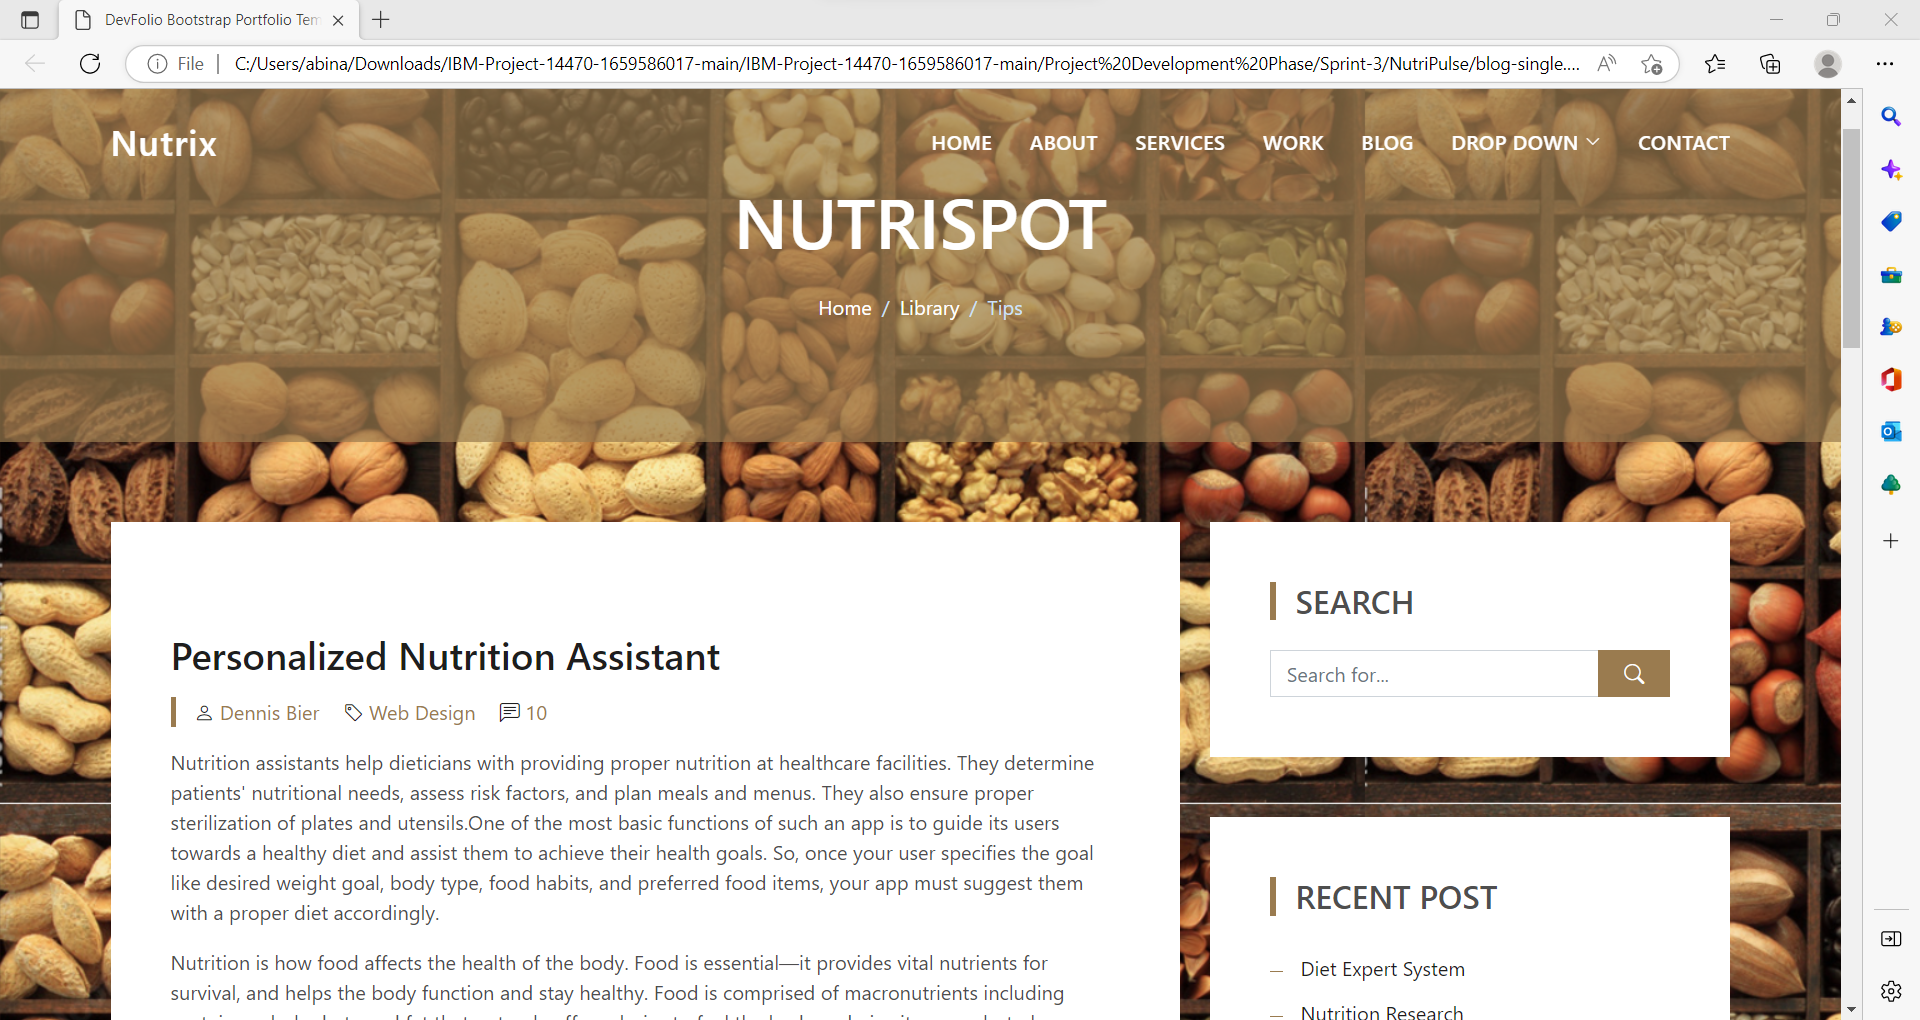 DevFolio Bootstrap Portfolio Tem
File
C:/Users/abina/Downloads/IBM-Project-14470-1659586017-main/IBM-Project-14470-1659586017-main/Project%20Development%20Phase/Sprint-3/NutriPulse/blog-single....
Nutrix
HOME ABOUT SERVICES WORK BLOG DROP DOWN CONTACT
NUTRISPOT
Home / Library / Tips
Personalized Nutrition Assistant
Dennis Bier Web Design 10
Nutrition assistants help dieticians with providing proper nutrition at healthcare facilities. They determine
patients' nutritional needs, assess risk factors, and plan meals and menus. They also ensure proper
sterilization of plates and utensils.One of the most basic functions of such an app is to guide its users
towards a healthy diet and assist them to achieve their health goals. So, once your user specifies the goal
like desired weight goal, body type, food habits, and preferred food items, your app must suggest them
with a proper diet accordingly.
Nutrition is how food affects the health of the body. Food is essential—it provides vital nutrients for
survival, and helps the body function and stay healthy. Food is comprised of macronutrients including
SEARCH
Search for...
RECENT POST
— Diet Expert System
— Nutrition Research